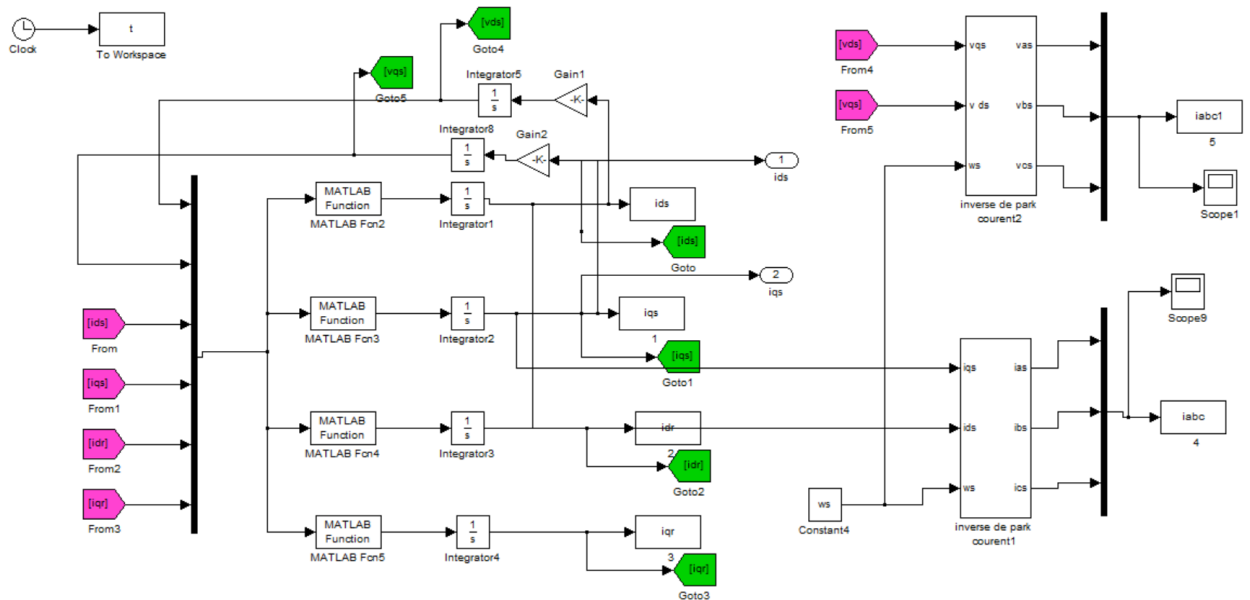 Clock
t
To Workspace
[vds]
Goto4
[vqs]
Goto5
Integrator5
1
s
Gain1
-K-
Integrator8
1
s
Gain2
-K-
1
ids
MATLAB
Function
MATLAB Fcn2
1
s
Integrator1
ids
[ids]
Goto
2
iqs
MATLAB
Function
MATLAB Fcn3
1
s
Integrator2
iqs
1
[iqs]
Goto1
[ids]
From
[iqs]
From1
[idr]
From2
[iqr]
From3
MATLAB
Function
MATLAB Fcn4
1
s
Integrator3
idr
2
[idr]
Goto2
MATLAB
Function
MATLAB Fcn5
1
s
Integrator4
iqr
3
[iqr]
Goto3
[vds]
From4
[vqs]
From5
vqs
v ds
ws
vas
vbs
vcs
inverse de park
courent2
iabc1
5
Scope1
Scope9
iqs
ids
ws
ias
ibs
ics
inverse de park
courent1
iabc
4
ws
Constant4